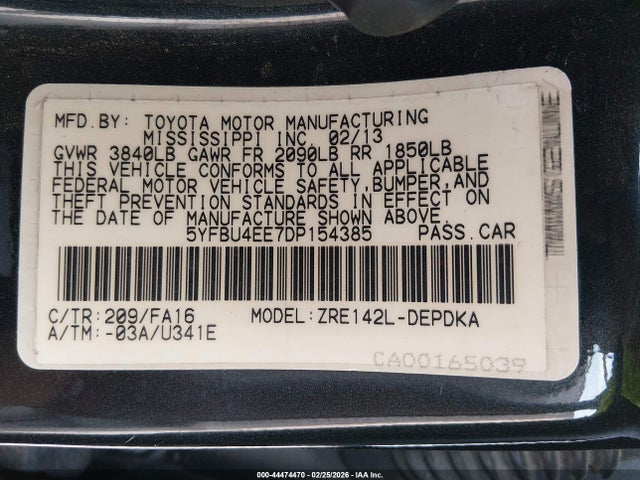 MFD.BY: TOYOTA MOTOR MANUFACTURING
MISSISSIPPI INC. 02/13
GVWR 3840LB GAWR FR 2090LB RR 1850LB
THIS VEHICLE CONFORMS TO ALL APPLICABLE
FEDERAL MOTOR VEHICLE SAFETY,BUMPER,AND
THEFT PREVENTION STANDARDS IN EFFECT ON
THE DATE OF MANUFACTURE SHOWN ABOVE.
5YFBU4EE7DP154385 PASS.CAR
C/TR:209/FA16 MODEL:ZRE142L-DEPDKA
A/TM:-03A/U341E
CA00165039
000-44474470 - 02/25/2026 - IAA Inc.